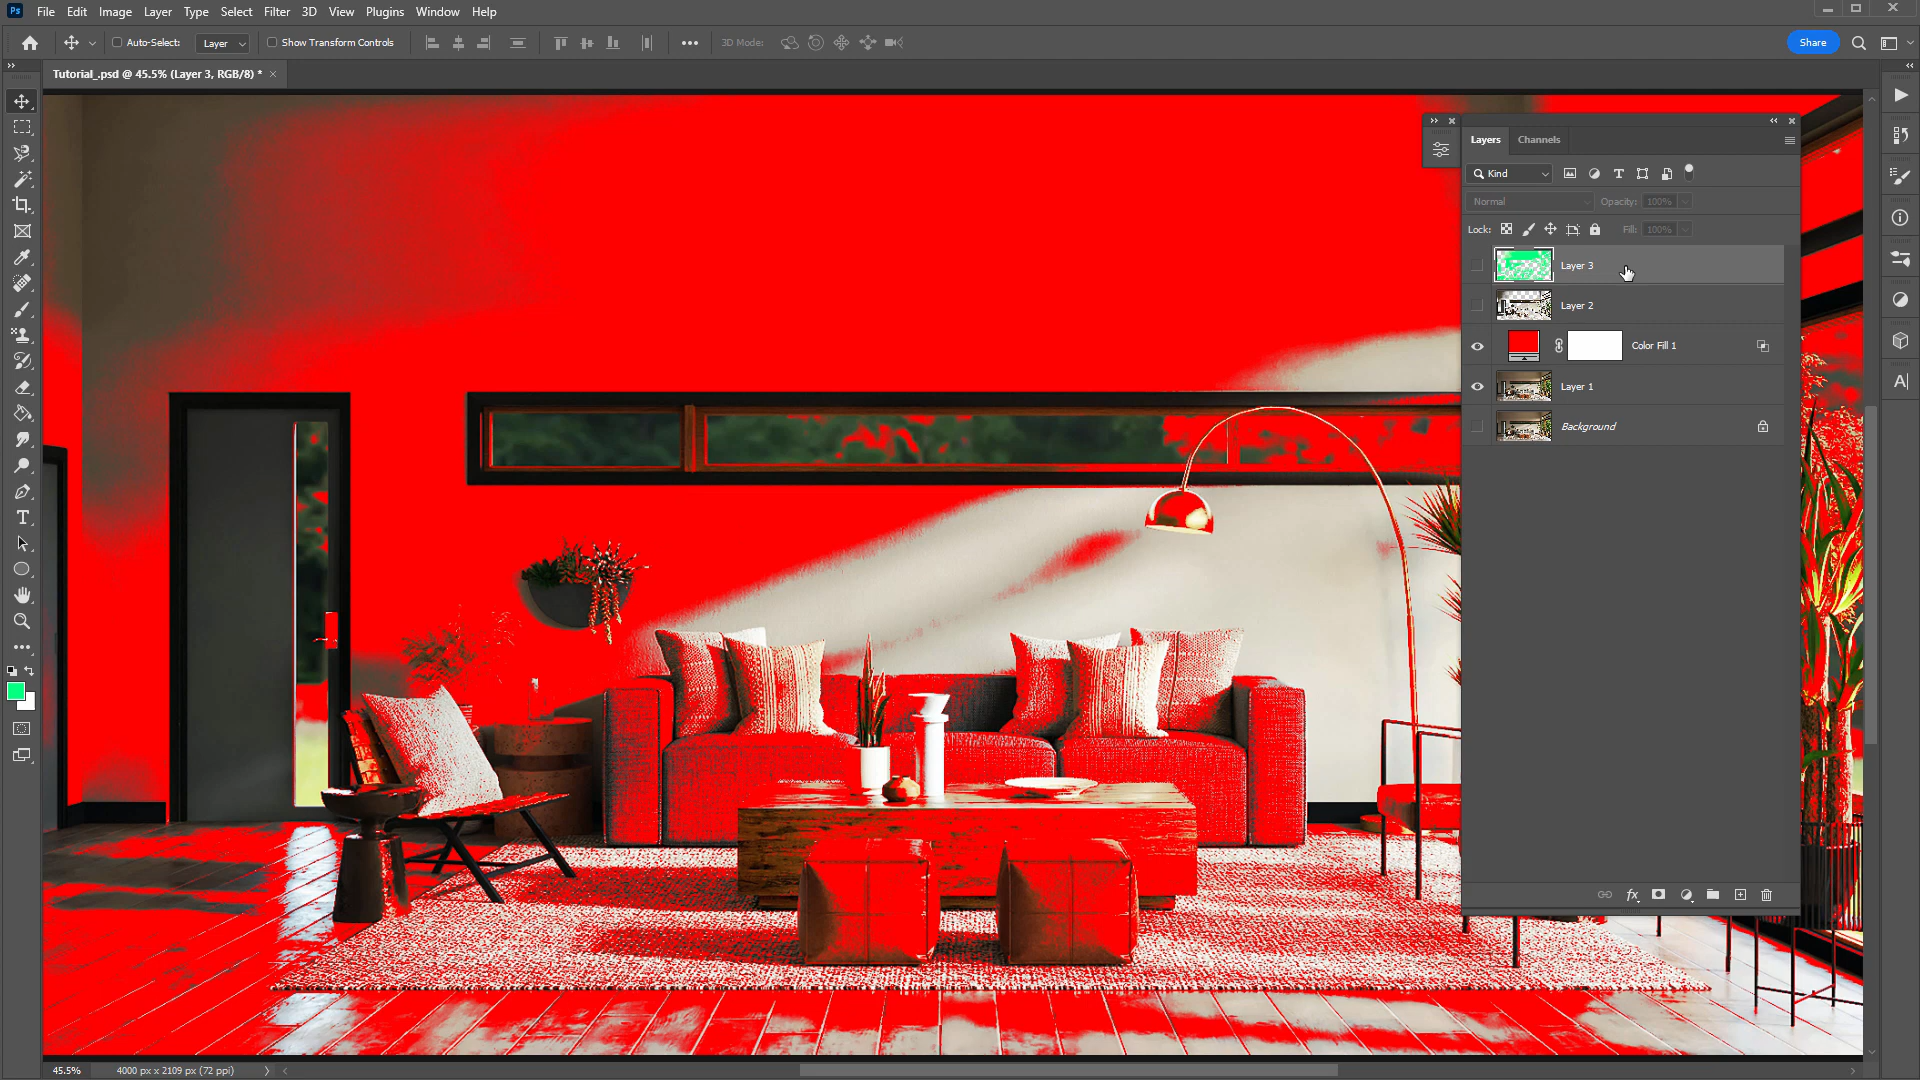 Ps File Edit Image Layer Type Select Filter 3D View Plugins Window Help
Auto-Select: Layer Show Transform Controls 3D Mode: Share
Tutorial_.psd @ 45.5% (Layer 3, RGB/8) *
Layers Channels
Kind
Normal Opacity: 100%
Lock: Fill: 100%
Layer 3
Layer 2
Color Fill 1
Layer 1
Background
fx
45.5% 4000 px x 2109 px (72 ppi)